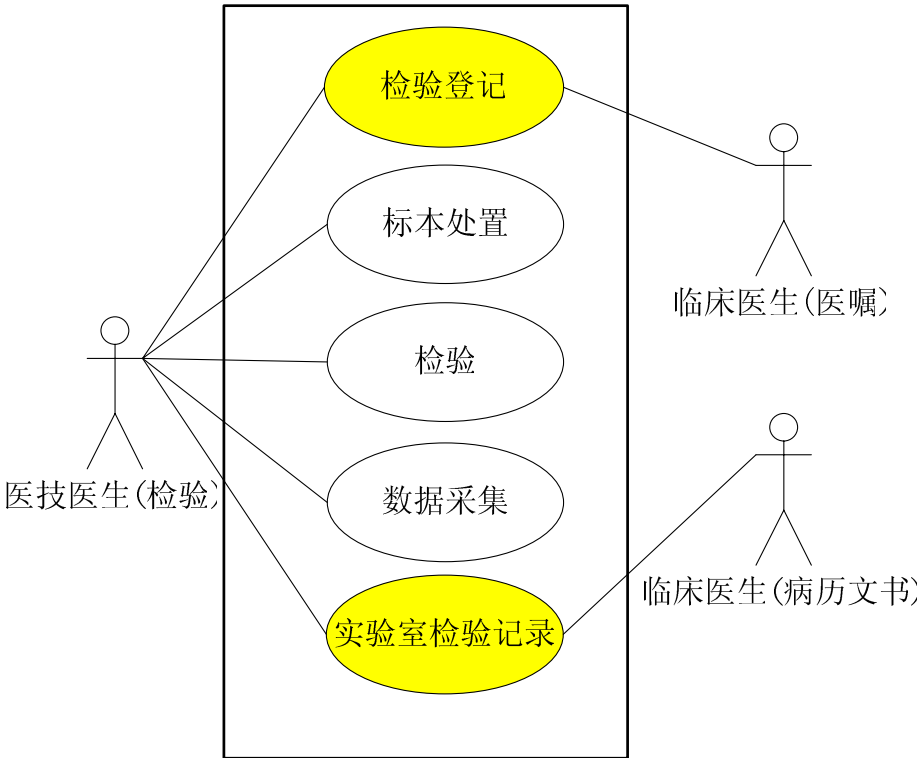 检验登记
标本处置
临床医生(医嘱)
检验
医技医生(检验)
数据采集
临床医生(病历文书)
实验室检验记录